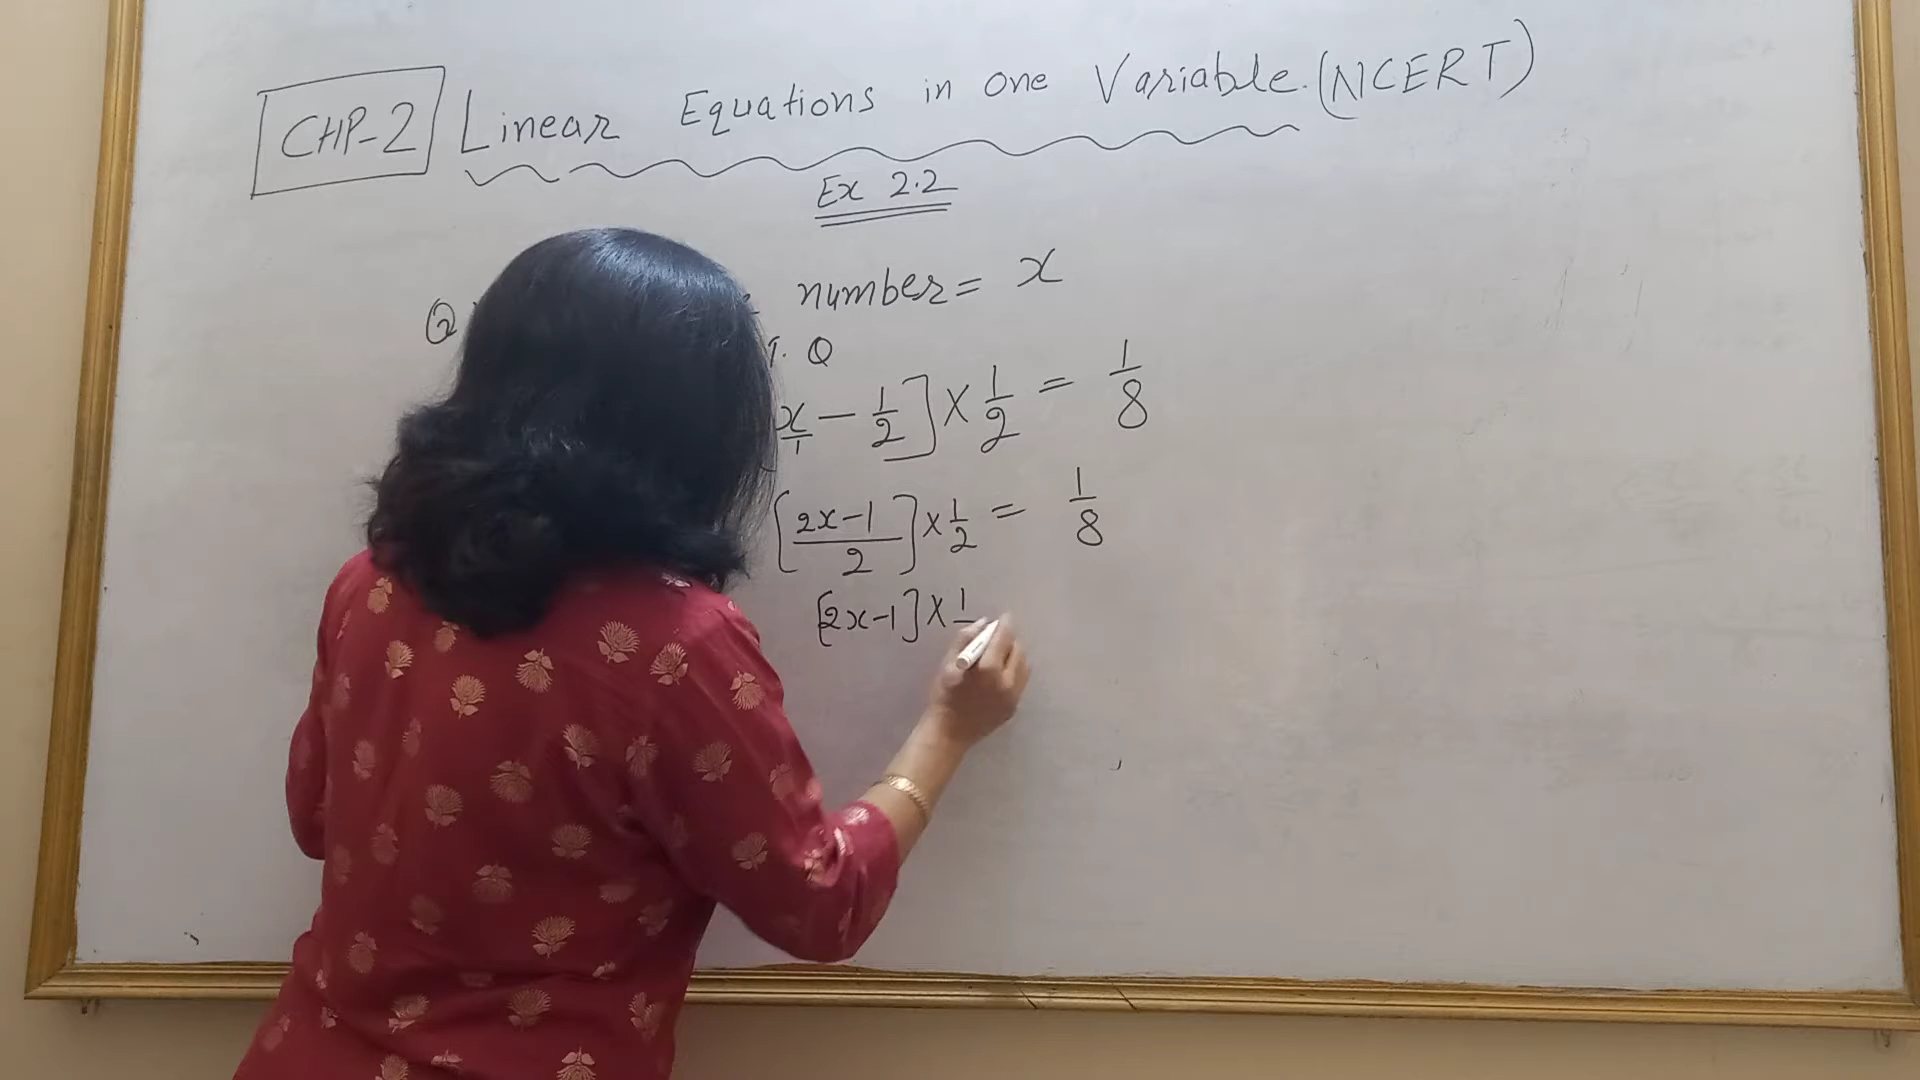 CHP-2 Linear Equations in one Variable. (NCERT)
Ex 2.2
Q number = x
T. Q
x/1 - 1/2] × 1/2 = 1/8
[2x-1/2] × 1/2 = 1/8
[2x-1] × 1